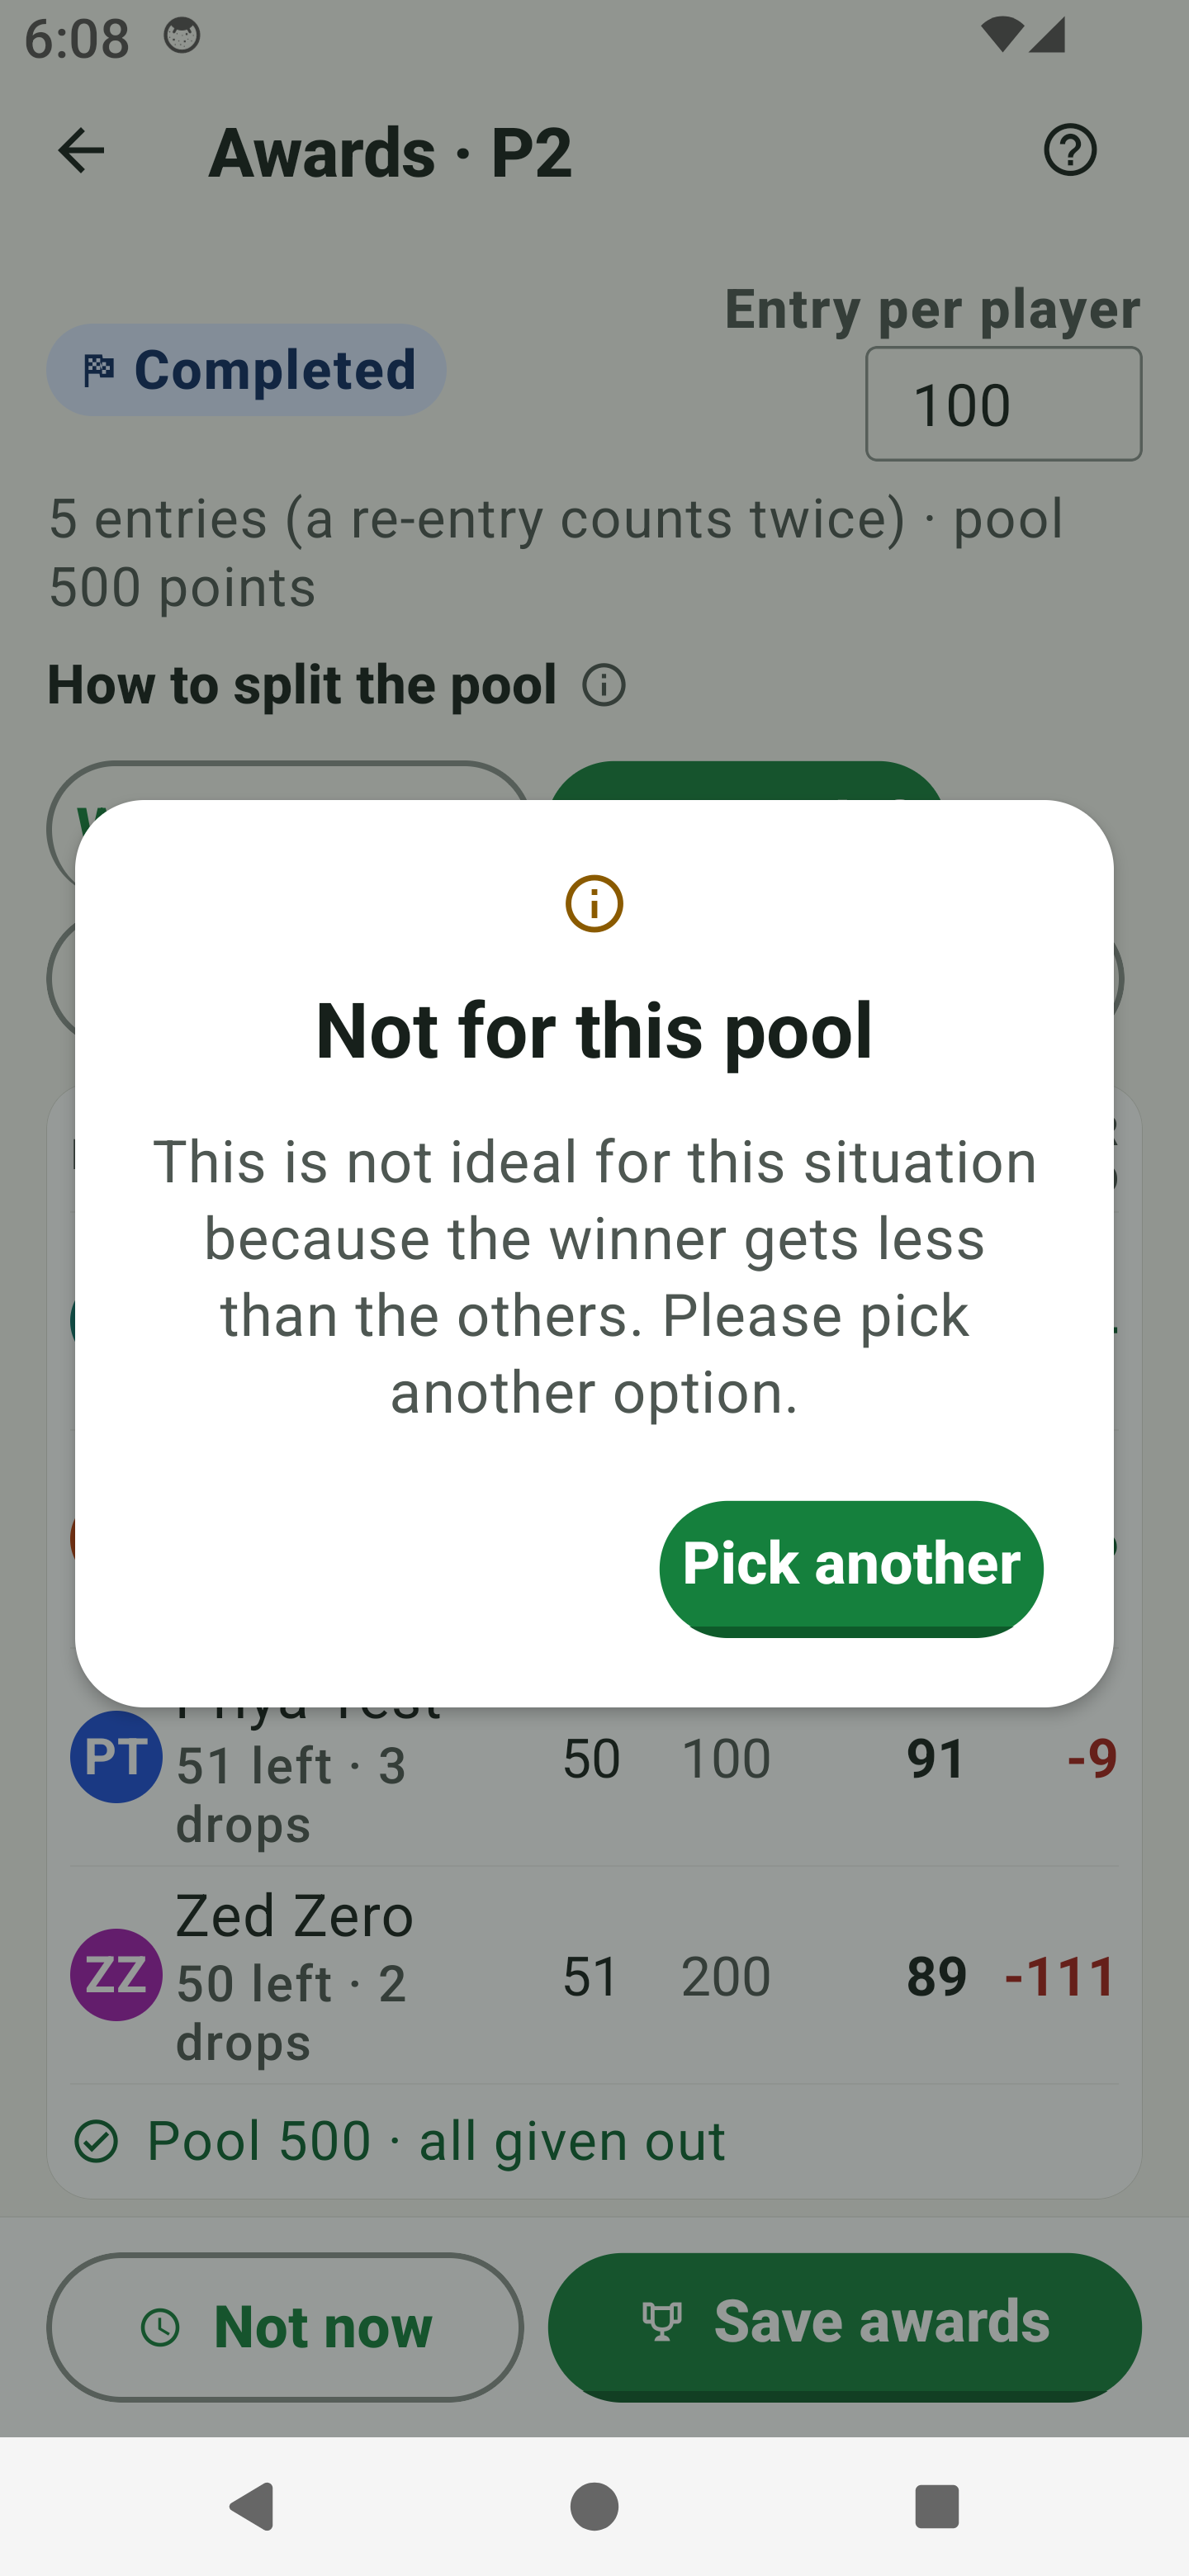 6:08
Awards · P2
Entry per player
Completed
100
5 entries (a re-entry counts twice) · pool
500 points
How to split the pool
Not for this pool
This is not ideal for this situation
because the winner gets less
than the others. Please pick
another option.
Pick another
PT
51 left · 3
drops
50
100
91
-9
ZZ
Zed Zero
50 left · 2
drops
51
200
89
-111
Pool 500 · all given out
Not now
Save awards